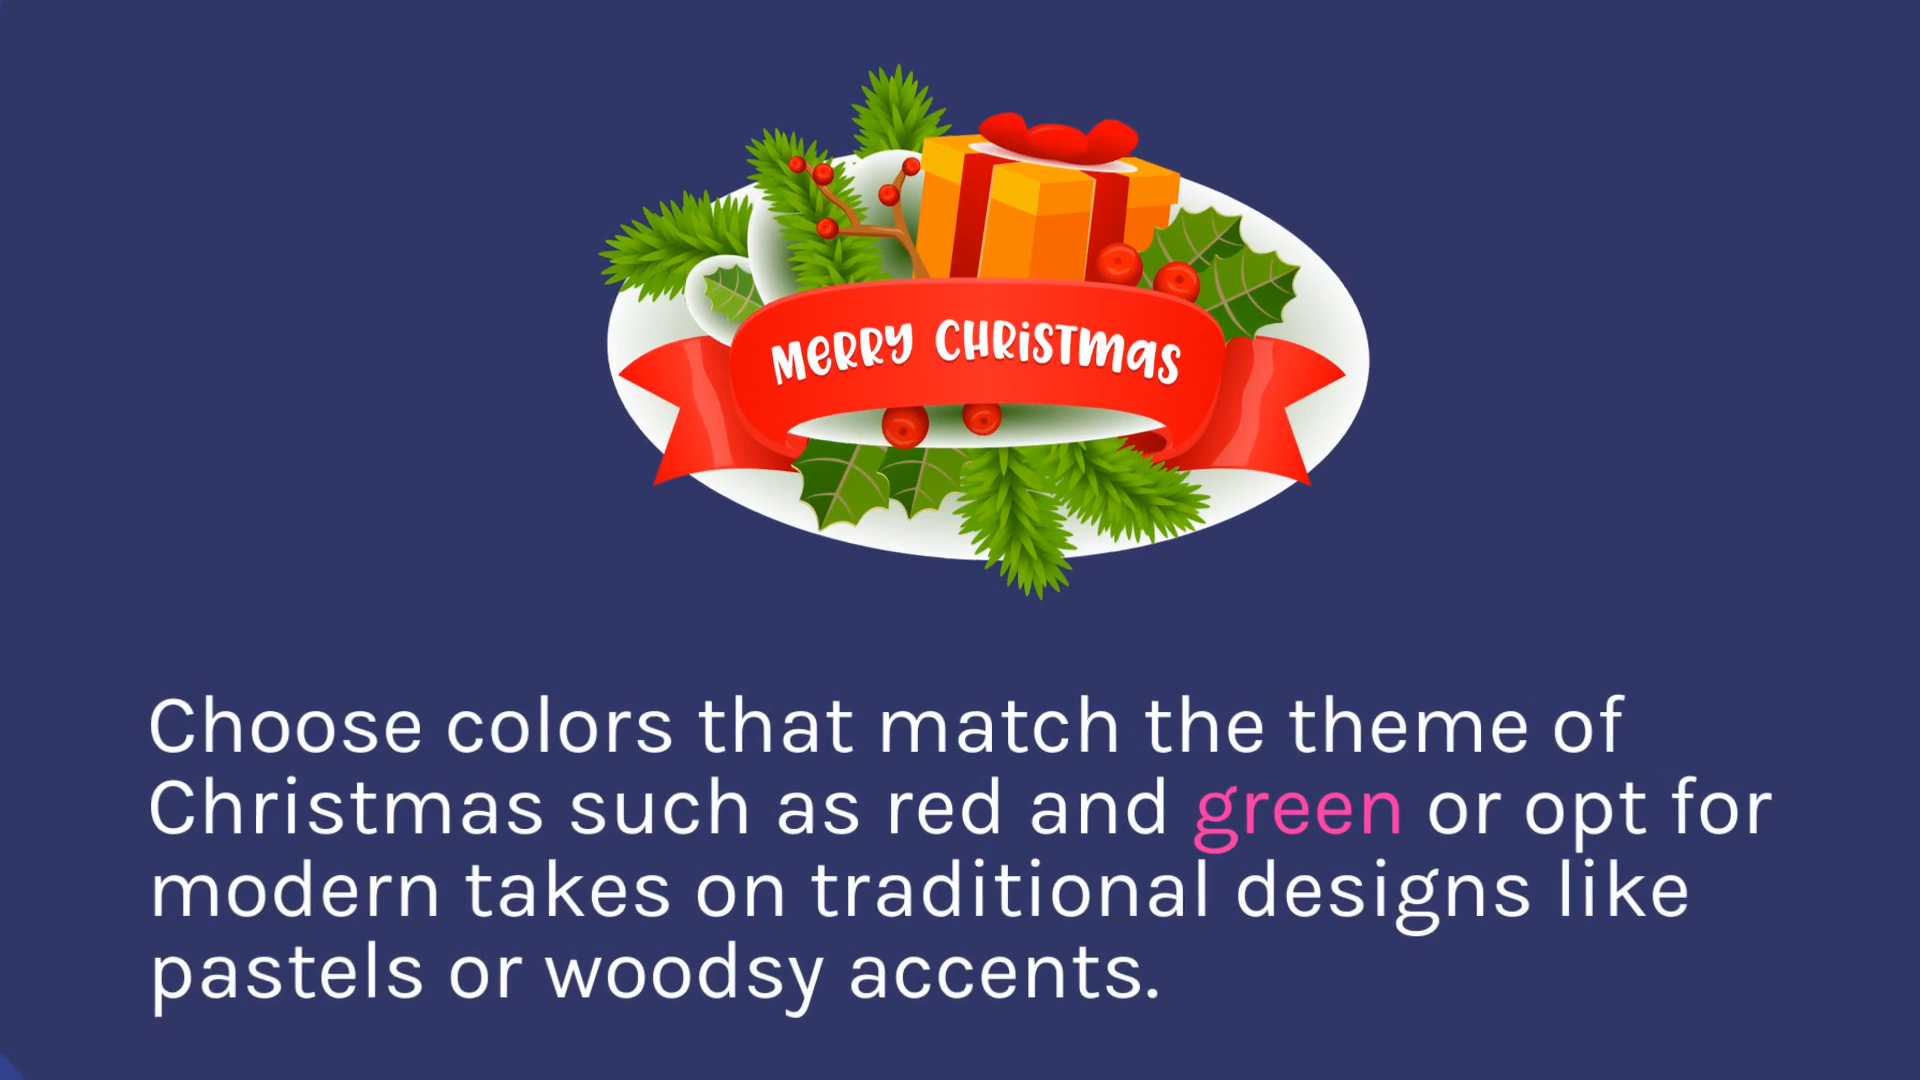 MERRY CHRiSTmas
Choose colors that match the theme of
Christmas such as red and green or opt for
modern takes on traditional designs like
pastels or woodsy accents.